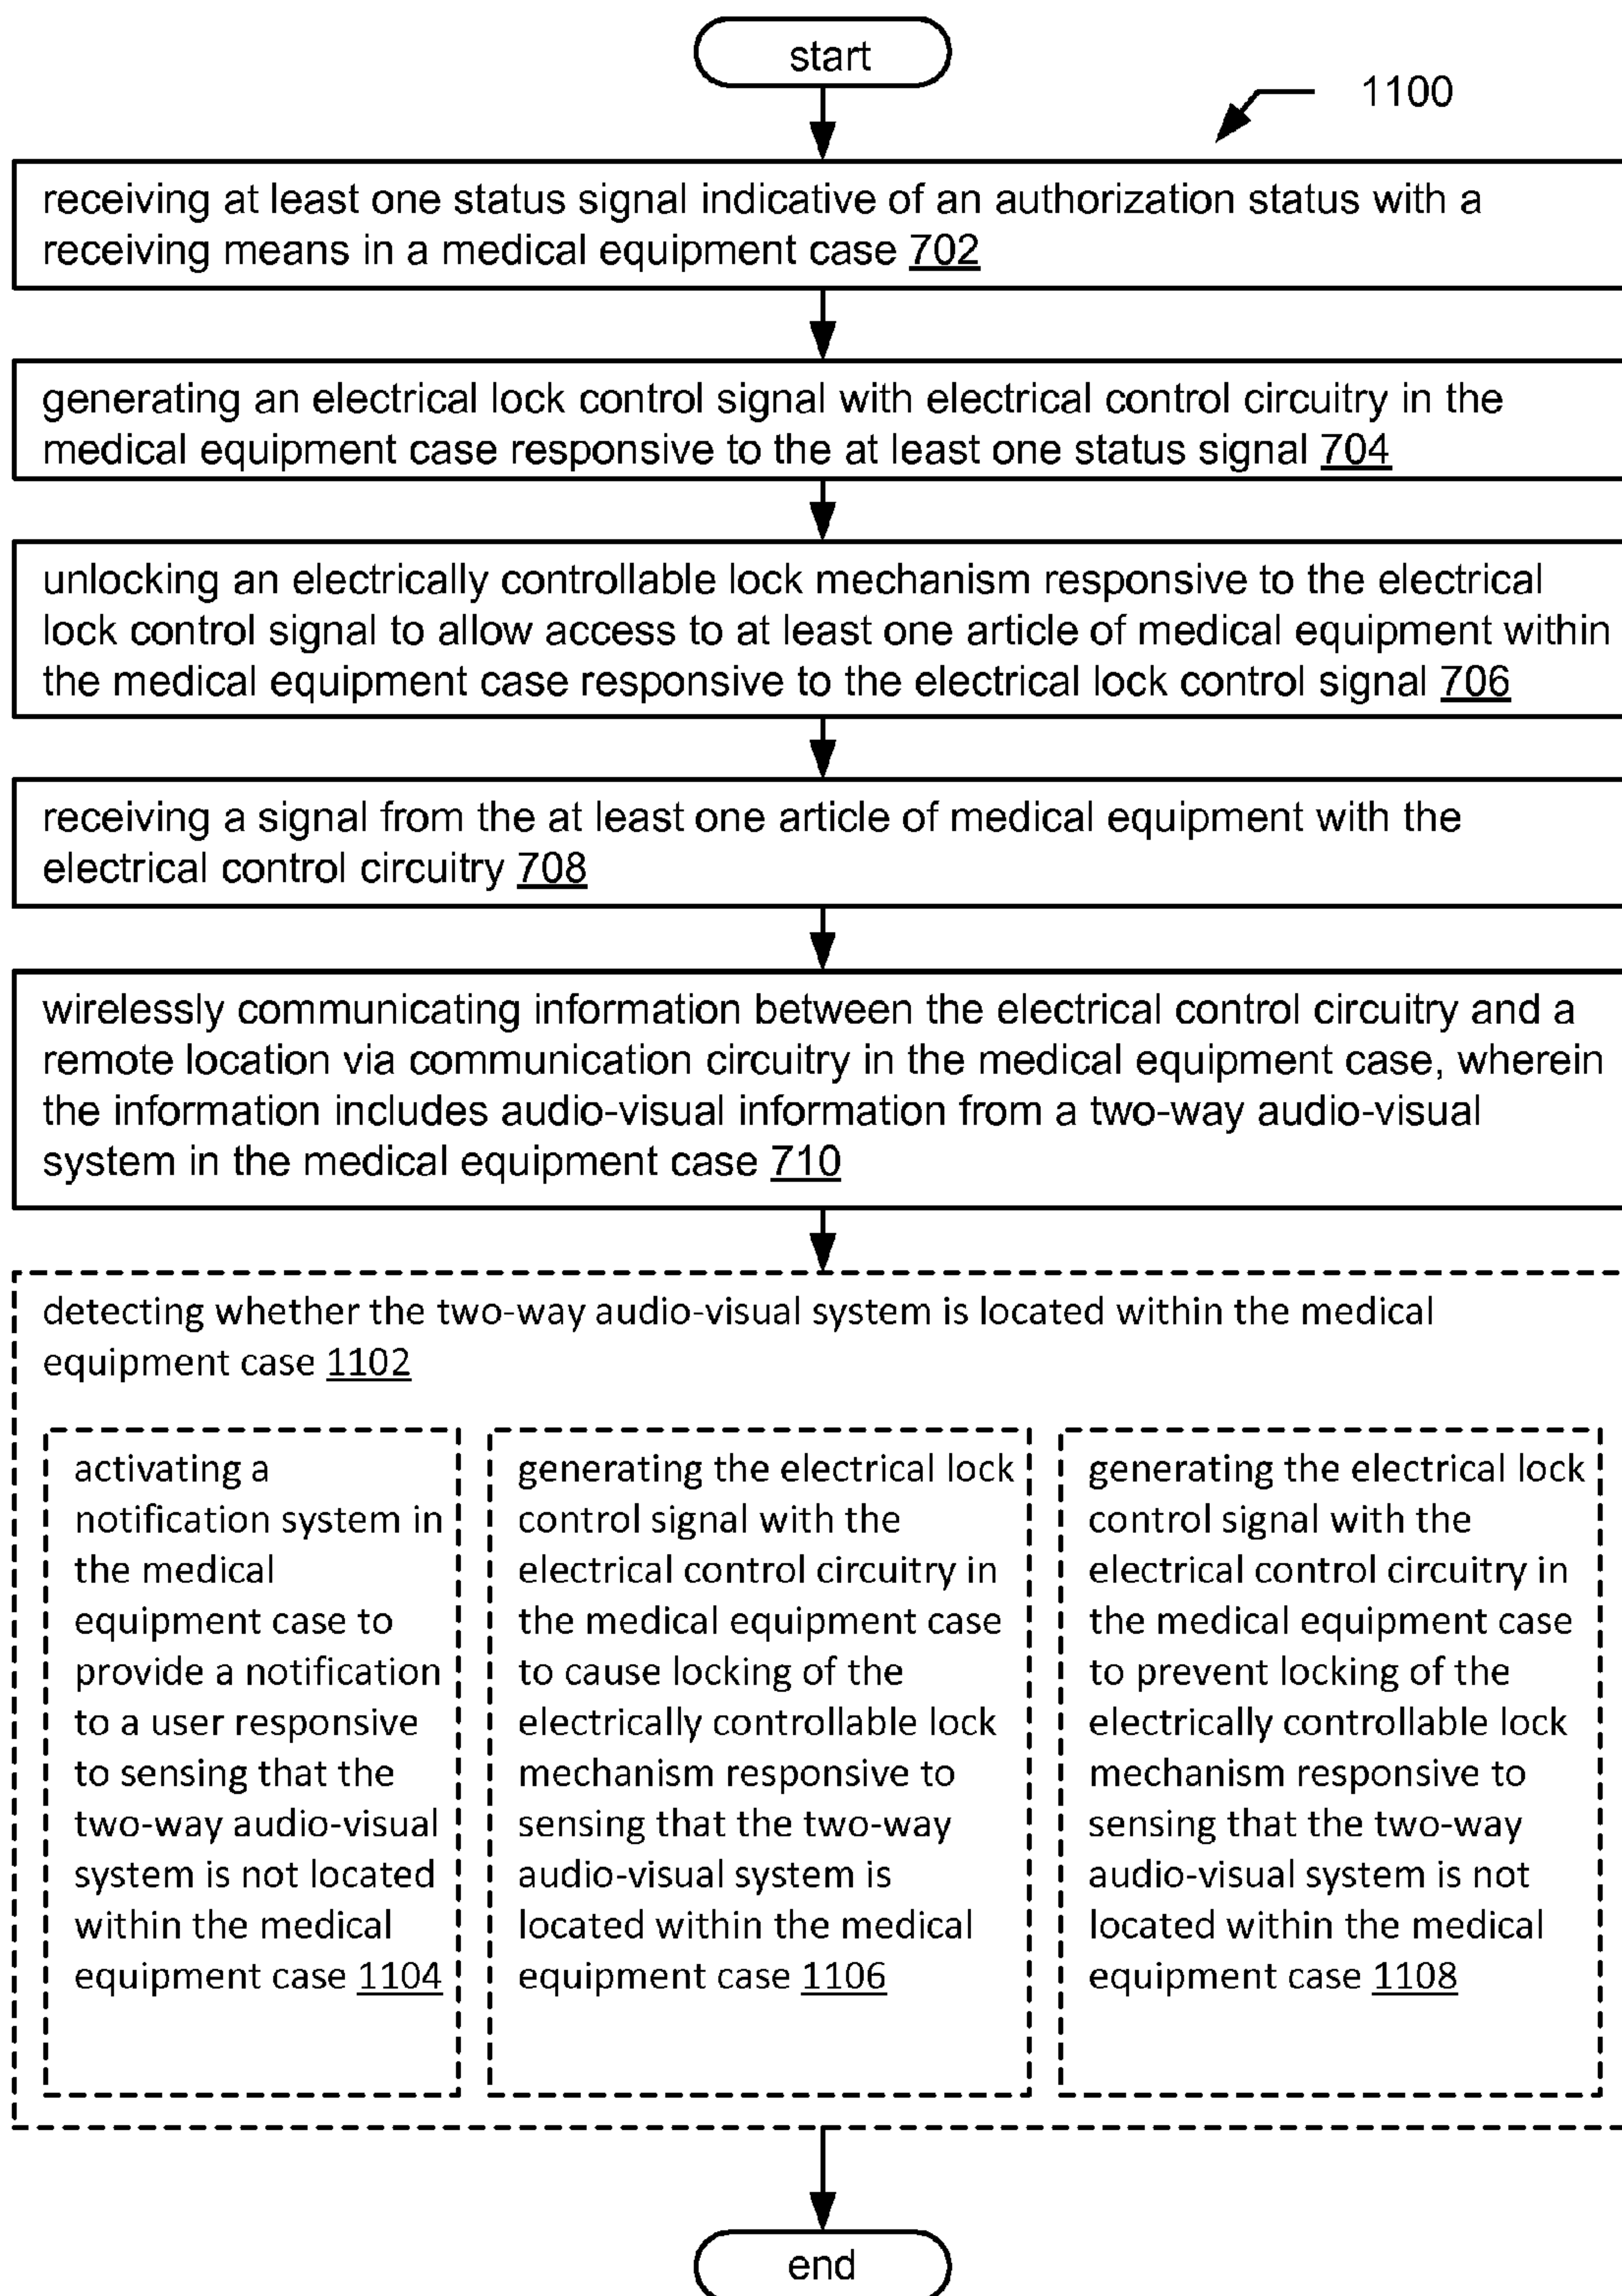 start
1100
receiving at least one status signal indicative of an authorization status with a
receiving means in a medical equipment case 702
generating an electrical lock control signal with electrical control circuitry in the
medical equipment case responsive to the at least one status signal 704
unlocking an electrically controllable lock mechanism responsive to the electrical
lock control signal to allow access to at least one article of medical equipment within
the medical equipment case responsive to the electrical lock control signal 706
receiving a signal from the at least one article of medical equipment with the
electrical control circuitry 708
wirelessly communicating information between the electrical control circuitry and a
remote location via communication circuitry in the medical equipment case, wherein
the information includes audio-visual information from a two-way audio-visual
system in the medical equipment case 710
detecting whether the two-way audio-visual system is located within the medical
equipment case 1102
activating a
notification system in
the medical
equipment case to
provide a notification
to a user responsive
to sensing that the
two-way audio-visual
system is not located
within the medical
equipment case 1104
generating the electrical lock
control signal with the
electrical control circuitry in
the medical equipment case
to cause locking of the
electrically controllable lock
mechanism responsive to
sensing that the two-way
audio-visual system is
located within the medical
equipment case 1106
generating the electrical lock
control signal with the
electrical control circuitry in
the medical equipment case
to prevent locking of the
electrically controllable lock
mechanism responsive to
sensing that the two-way
audio-visual system is not
located within the medical
equipment case 1108
end